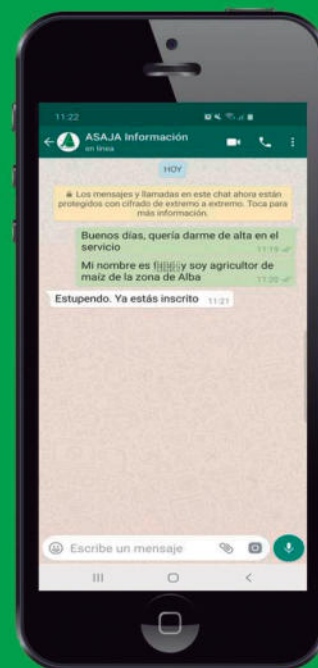 11:22
ASAJA Información
en línea
HOY
Los mensajes y llamadas en este chat ahora están
protegidos con cifrado de extremo a extremo. Toca para
más información.
Buenos días, quería darme de alta en el
servicio
11:19
Mi nombre es y soy agricultor de
maíz de la zona de Alba
11:20
Estupendo. Ya estás inscrito 11:21
Escribe un mensaje